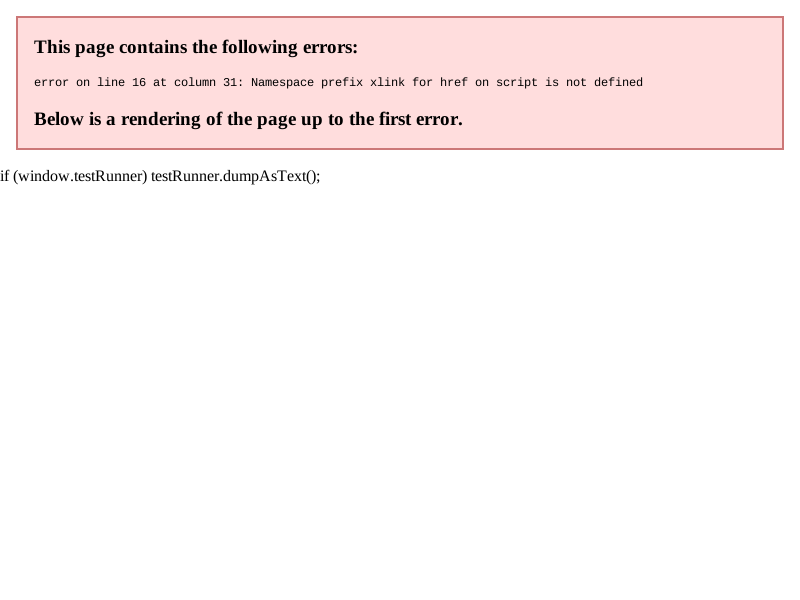 This page contains the following errors:
error on line 16 at column 31: Namespace prefix xlink for href on script is not defined
Below is a rendering of the page up to the first error.
if (window.testRunner) testRunner.dumpAsText();